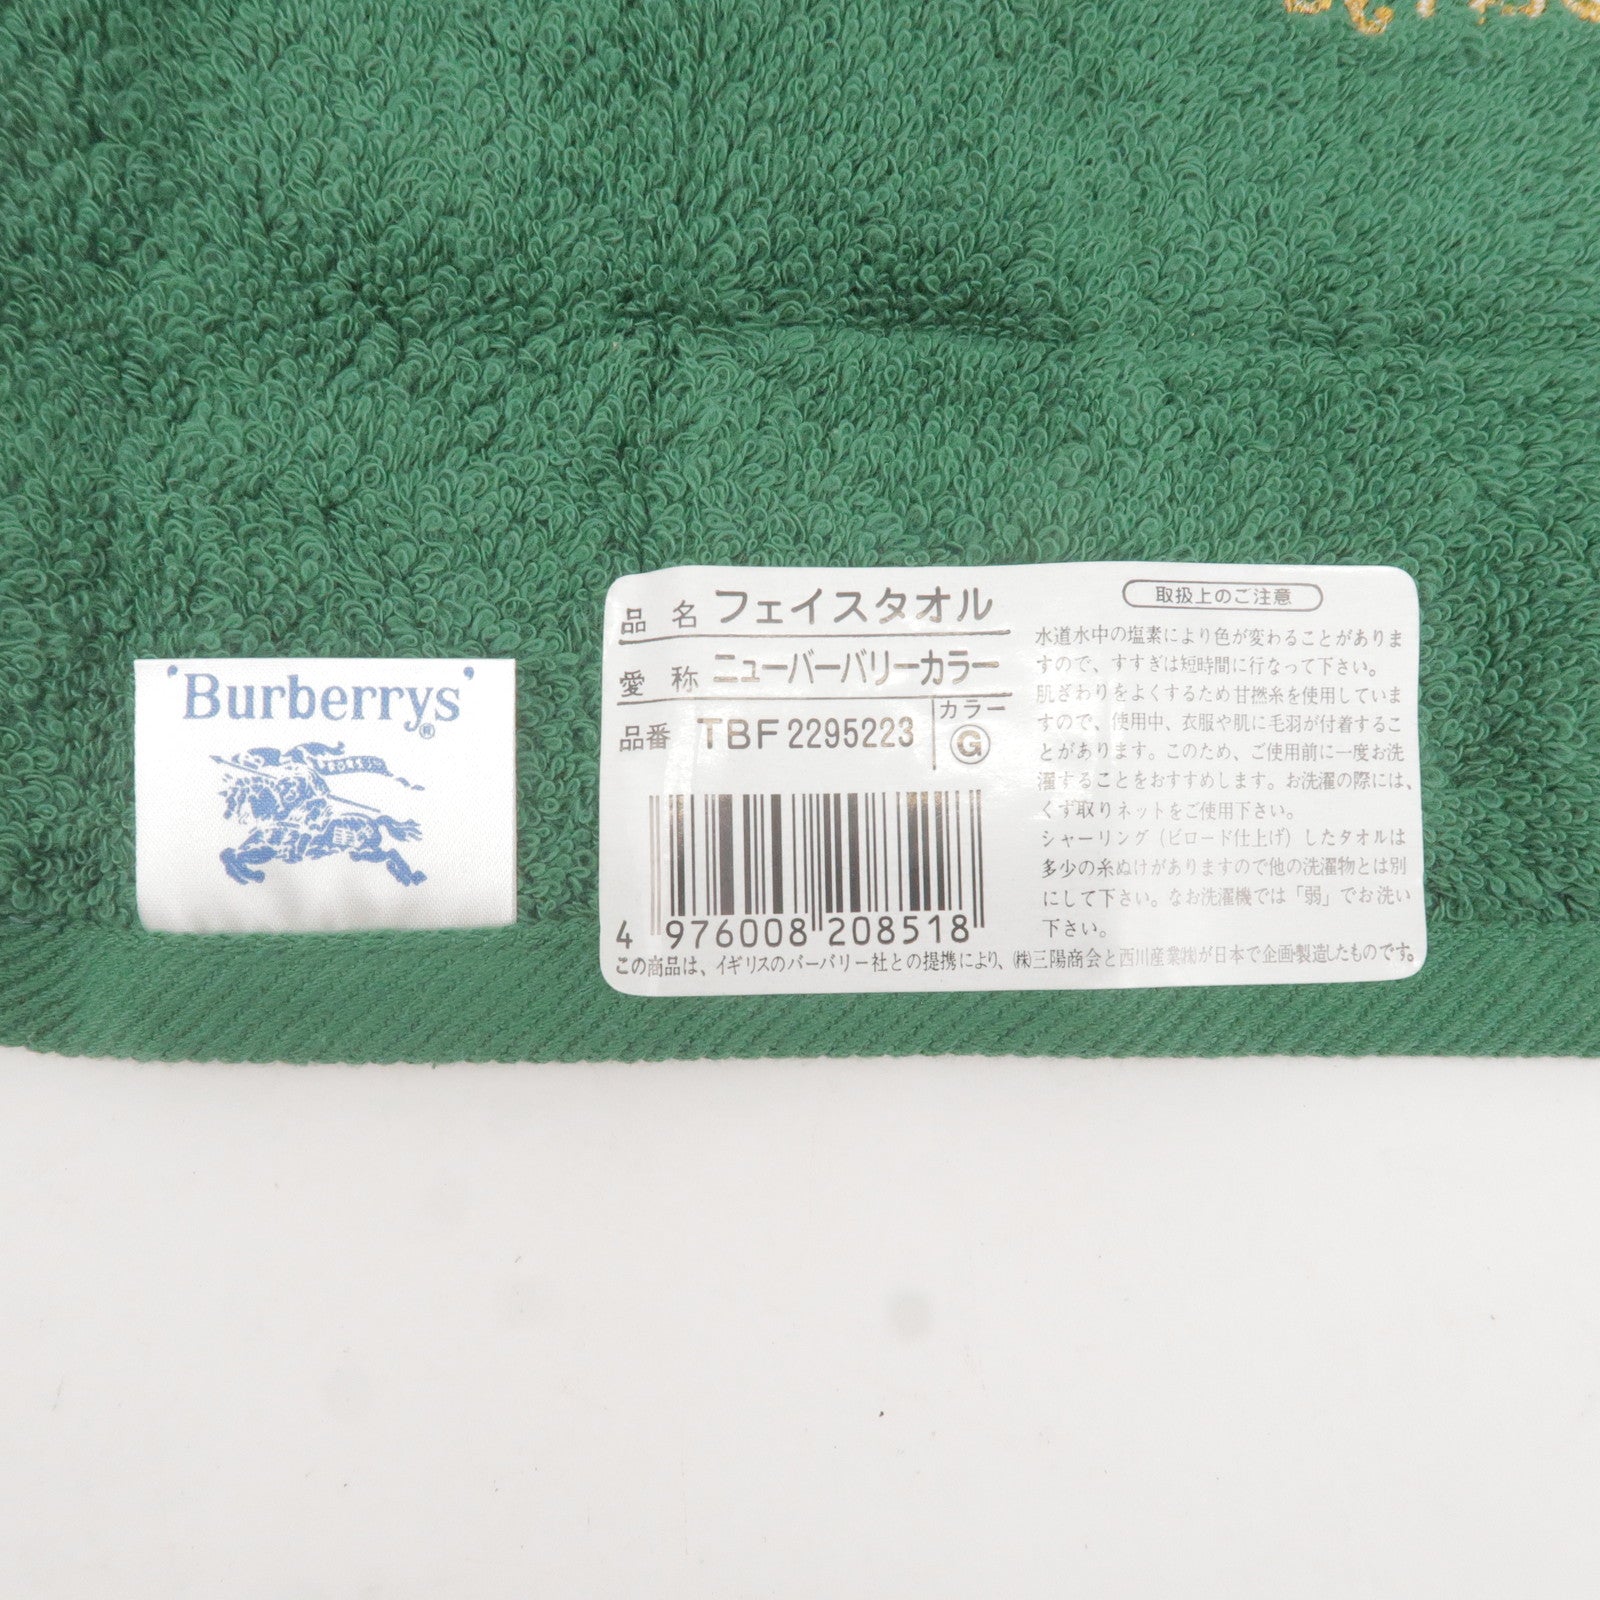 'Burberrys'
®
品名 フェイスタオル
愛称 ニューバーバリーカラー
品番 TBF2295223
カラー
G
4 976008 208518
取扱上のご注意
水道水中の塩素により色が変わることがありま
すので、すすぎは短時間に行なって下さい。
肌ざわりをよくするため甘撚糸を使用していま
すので、使用中、衣服や肌に毛羽が付着するこ
とがあります。このため、ご使用前に一度お洗
濯することをおすすめします。お洗濯の際には、
くず取りネットをご使用下さい。
シャーリング(ビロード仕上げ)したタオルは
多少の糸ぬけがありますので他の洗濯物とは別
にして下さい。なお洗濯機では「弱」でお洗い
下さい。
この商品は、イギリスのバーバリー社との提携により、㈱三陽商会と西川産業㈱が日本で企画・製造したものです。